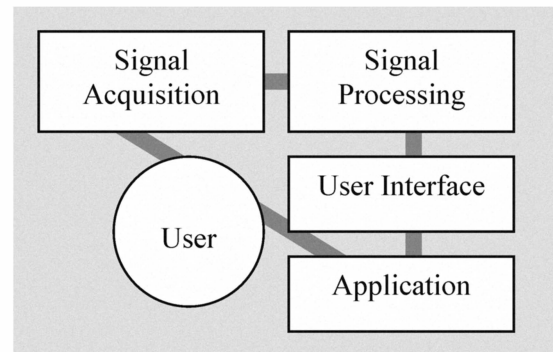 Signal
Acquisition
Signal
Processing
User Interface
User
Application